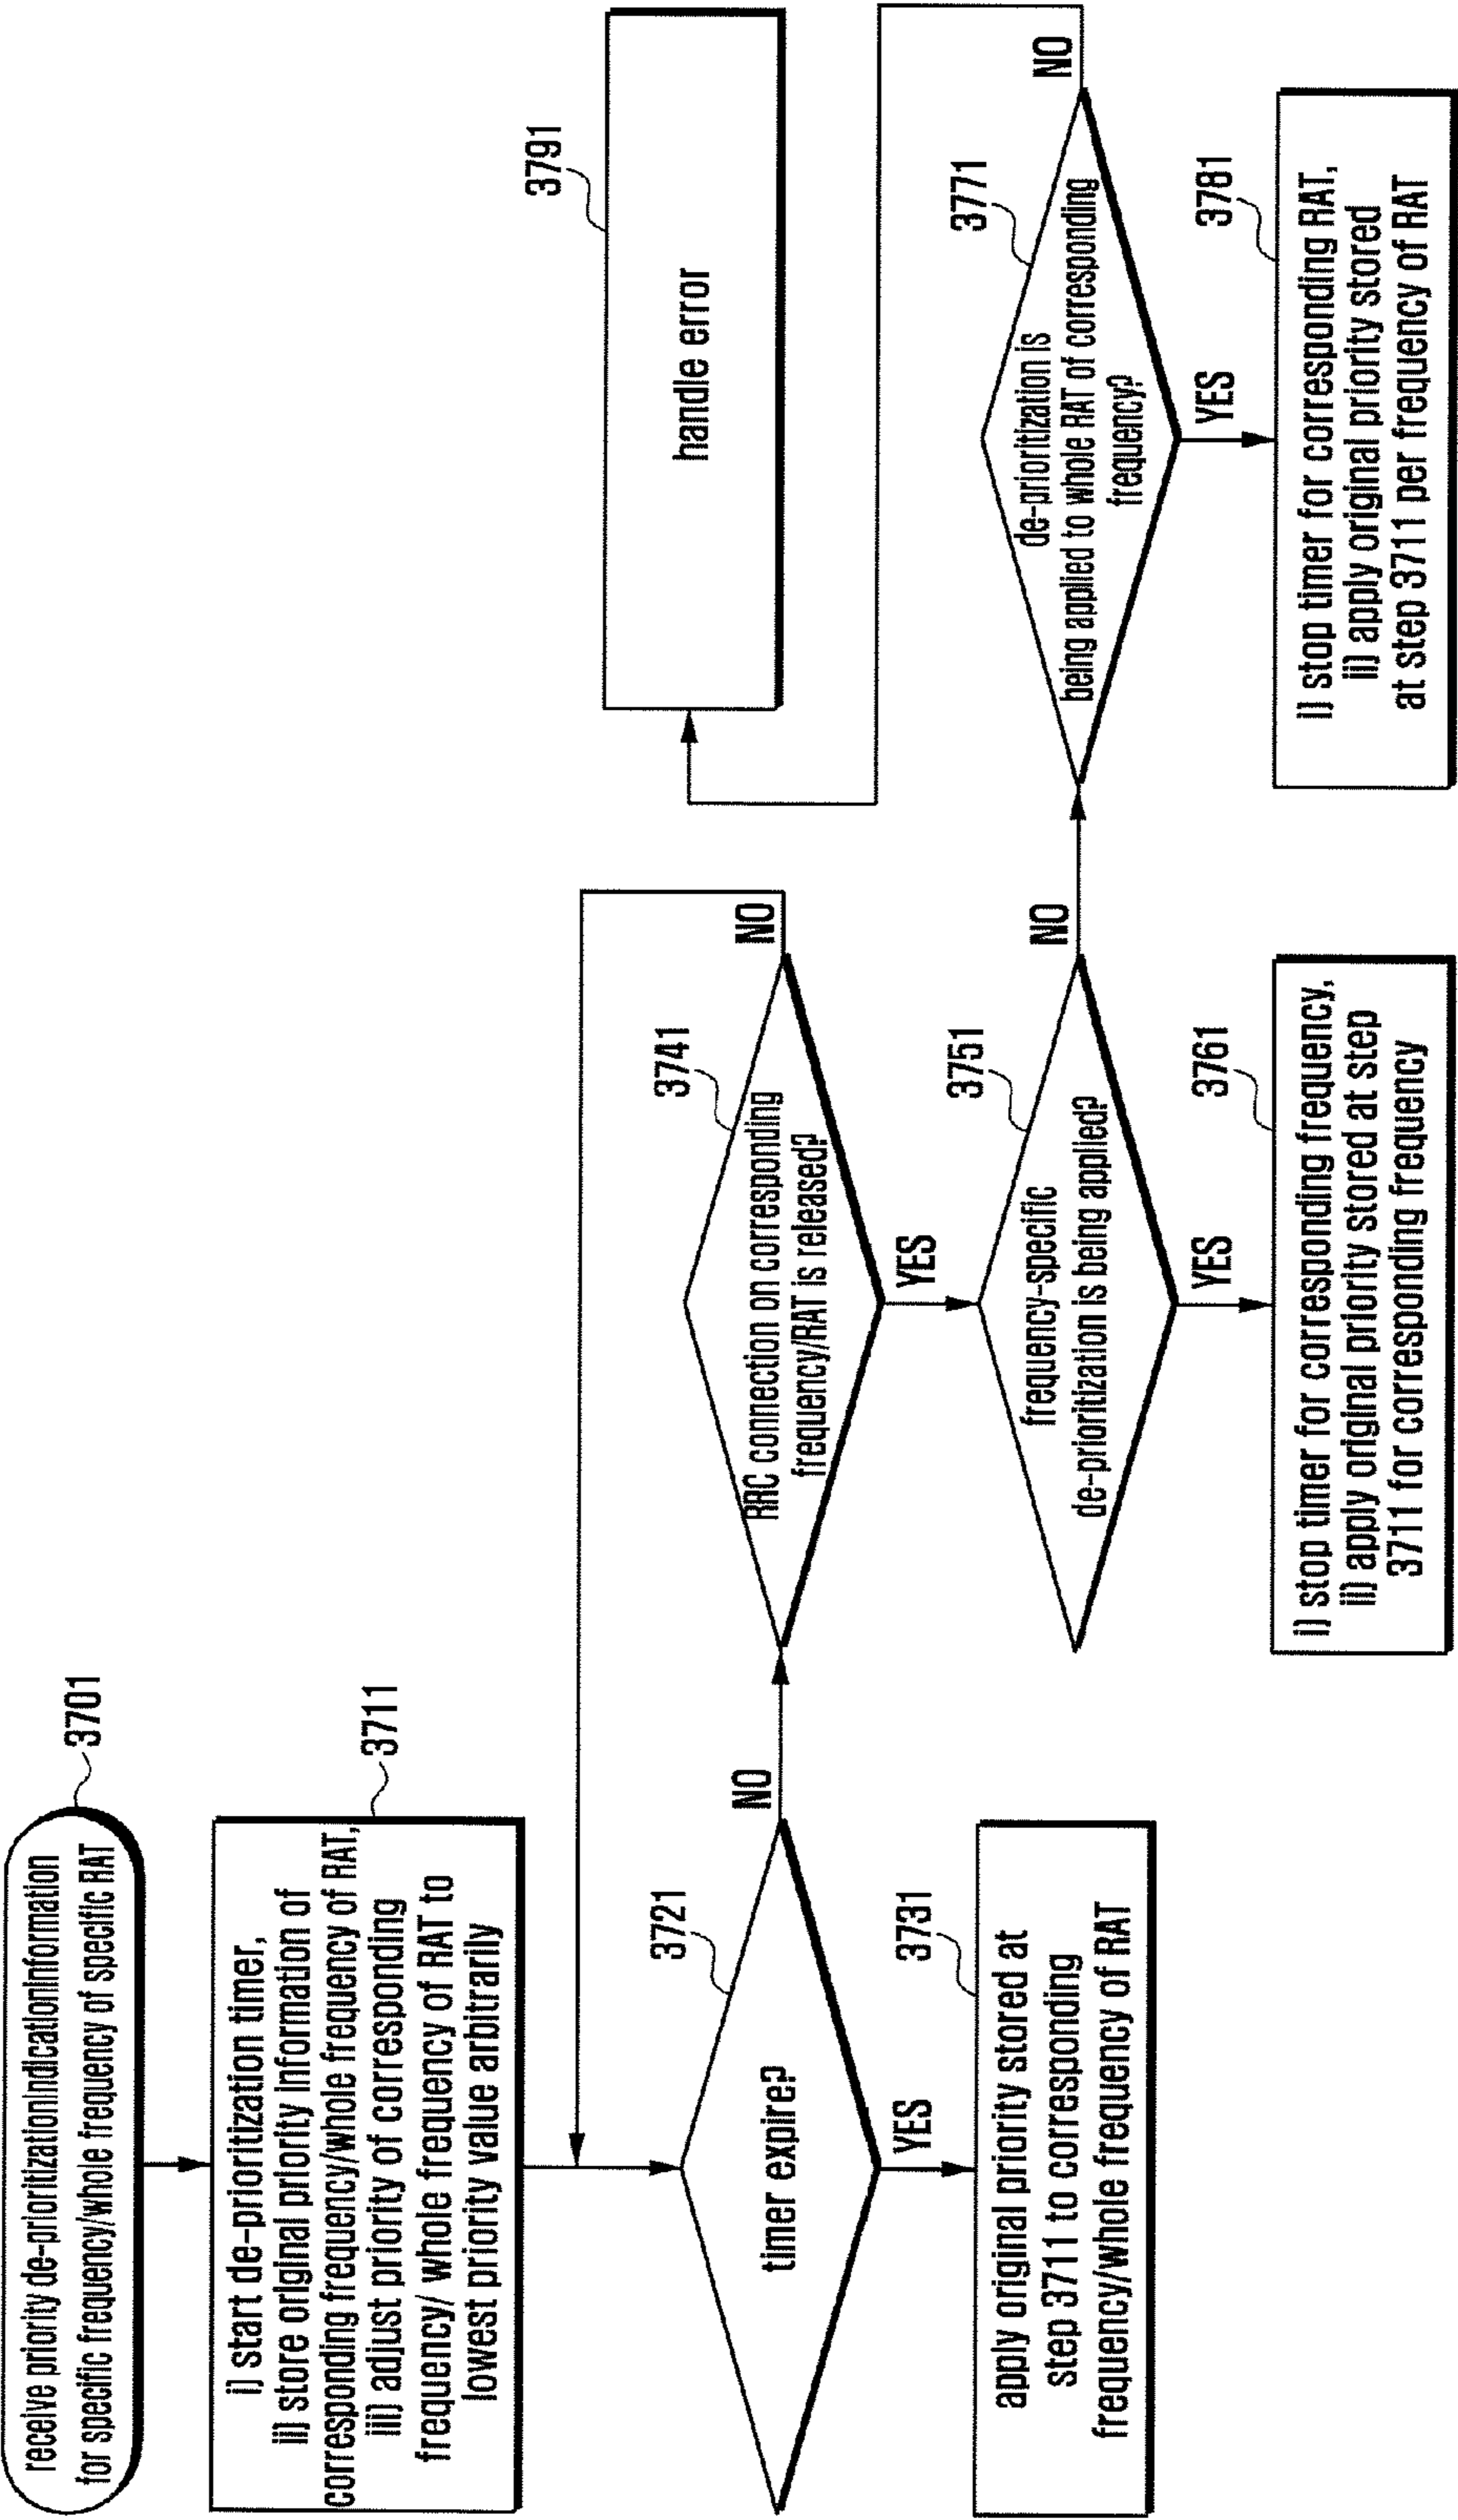 receive priority de-prioritizationIndicationInformation
for specific frequency/whole frequency of specific RAT
3701
i) start de-prioritization timer,
ii) store original priority information of
corresponding frequency/whole frequency of RAT,
iii) adjust priority of corresponding
frequency/ whole frequency of RAT to
lowest priority value arbitrarily
3711
timer expire?
3721
NO
YES
apply original priority stored at
step 3711 to corresponding
frequency/whole frequency of RAT
3731
RRC connection on corresponding
frequency/RAT is released?
3741
NO
YES
frequency-specific
de-prioritization is being applied?
3751
NO
YES
i) stop timer for corresponding frequency,
ii) apply original priority stored at step
3711 for corresponding frequency
3761
de-prioritization is
being applied to whole RAT of corresponding
frequency?
3771
NO
YES
i) stop timer for corresponding RAT,
ii) apply original priority stored
at step 3711 per frequency of RAT
3781
handle error
3791